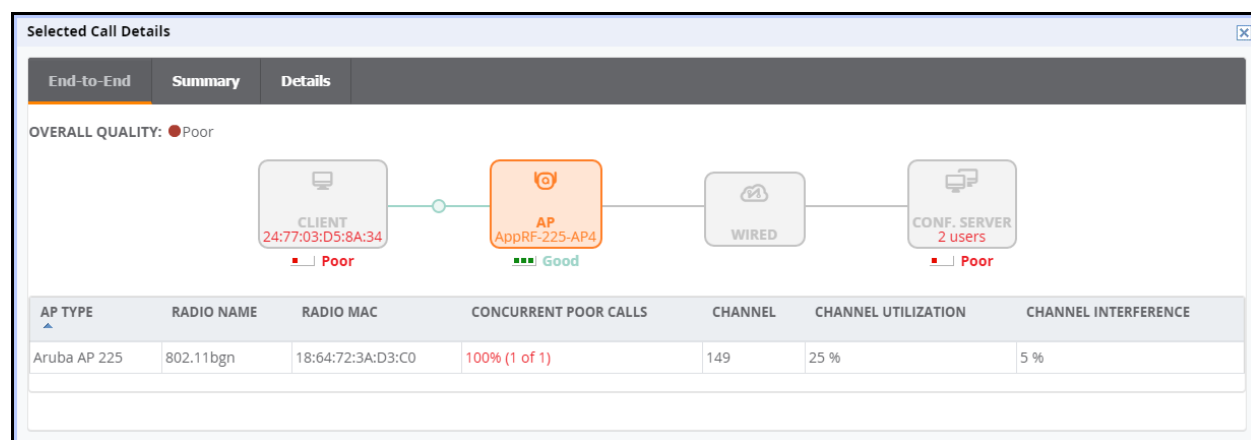 Selected Call Details
End-to-End Summary Details
OVERALL QUALITY: Poor
CLIENT
24:77:03:D5:8A:34
Poor
AP
AppRF-225-AP4
Good
WIRED
CONF. SERVER
2 users
Poor
AP TYPE RADIO NAME RADIO MAC CONCURRENT POOR CALLS CHANNEL CHANNEL UTILIZATION CHANNEL INTERFERENCE
Aruba AP 225 802.11bgn 18:64:72:3A:D3:C0 100% (1 of 1) 149 25 % 5 %